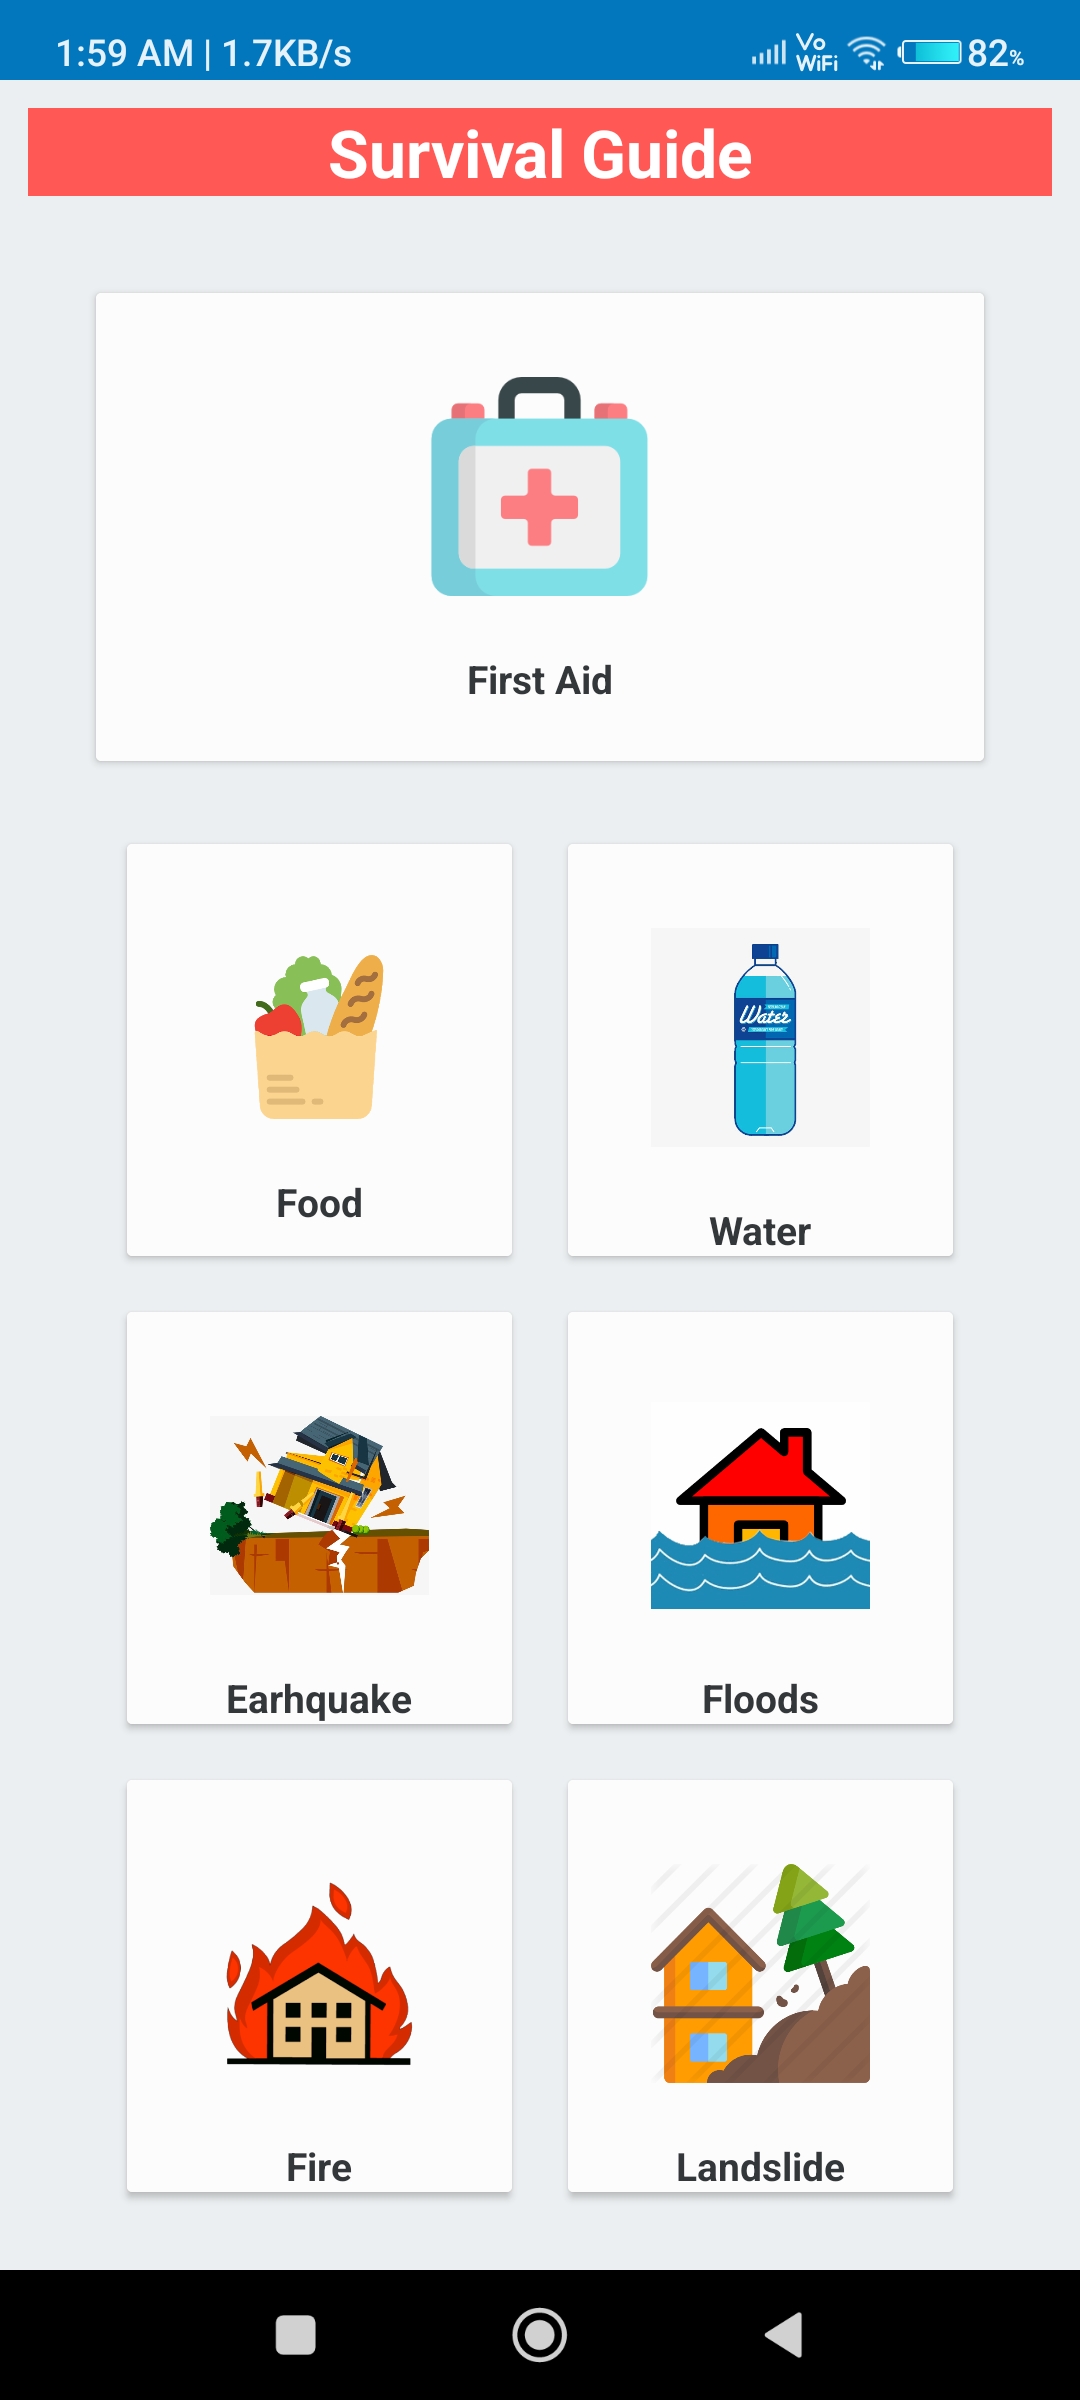 1:59 AM | 1.7KB/s Vo WiFi 82%
Survival Guide
First Aid
Water
Food
Water
Earhquake
Floods
Fire
Landslide